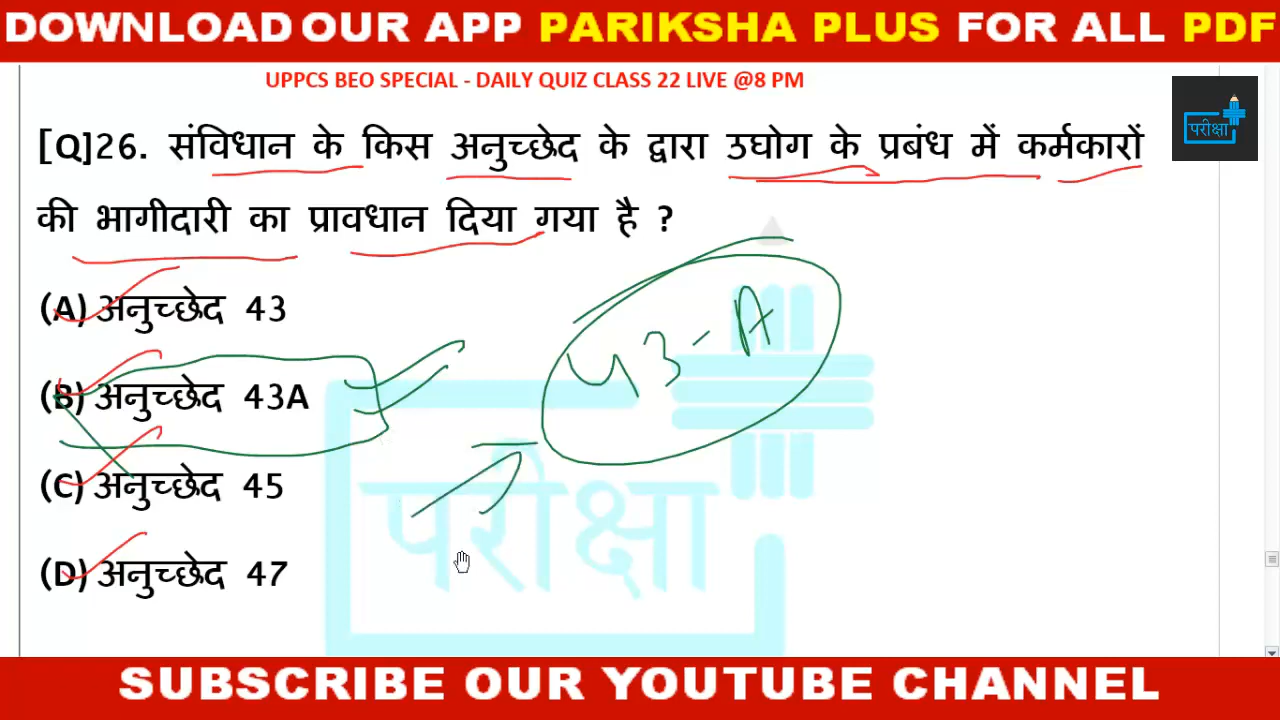 DOWNLOAD OUR APP PARIKSHA PLUS FOR ALL PDF
UPPCS BEO SPECIAL - DAILY QUIZ CLASS 22 LIVE @8 PM
परीक्षा
[Q]26. संविधान के किस अनुच्छेद के द्वारा उघोग के प्रबंध में कर्मकारों
की भागीदारी का प्रावधान दिया गया है ?
(A) अनुच्छेद 43
(B) अनुच्छेद 43A
43-A
(C) अनुच्छेद 45
(D) अनुच्छेद 47
परीक्षा
SUBSCRIBE OUR YOUTUBE CHANNEL